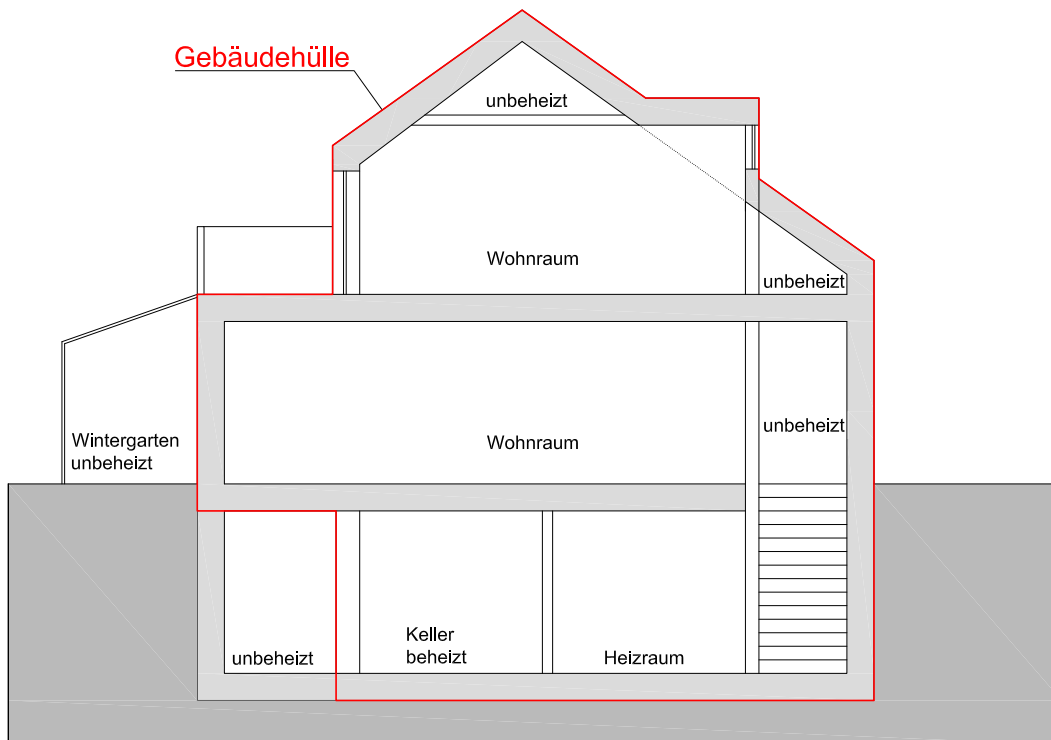 Gebäudehülle
unbeheizt
Wohnraum
unbeheizt
Wintergarten
unbeheizt
Wohnraum
unbeheizt
unbeheizt
Keller
beheizt
Heizraum